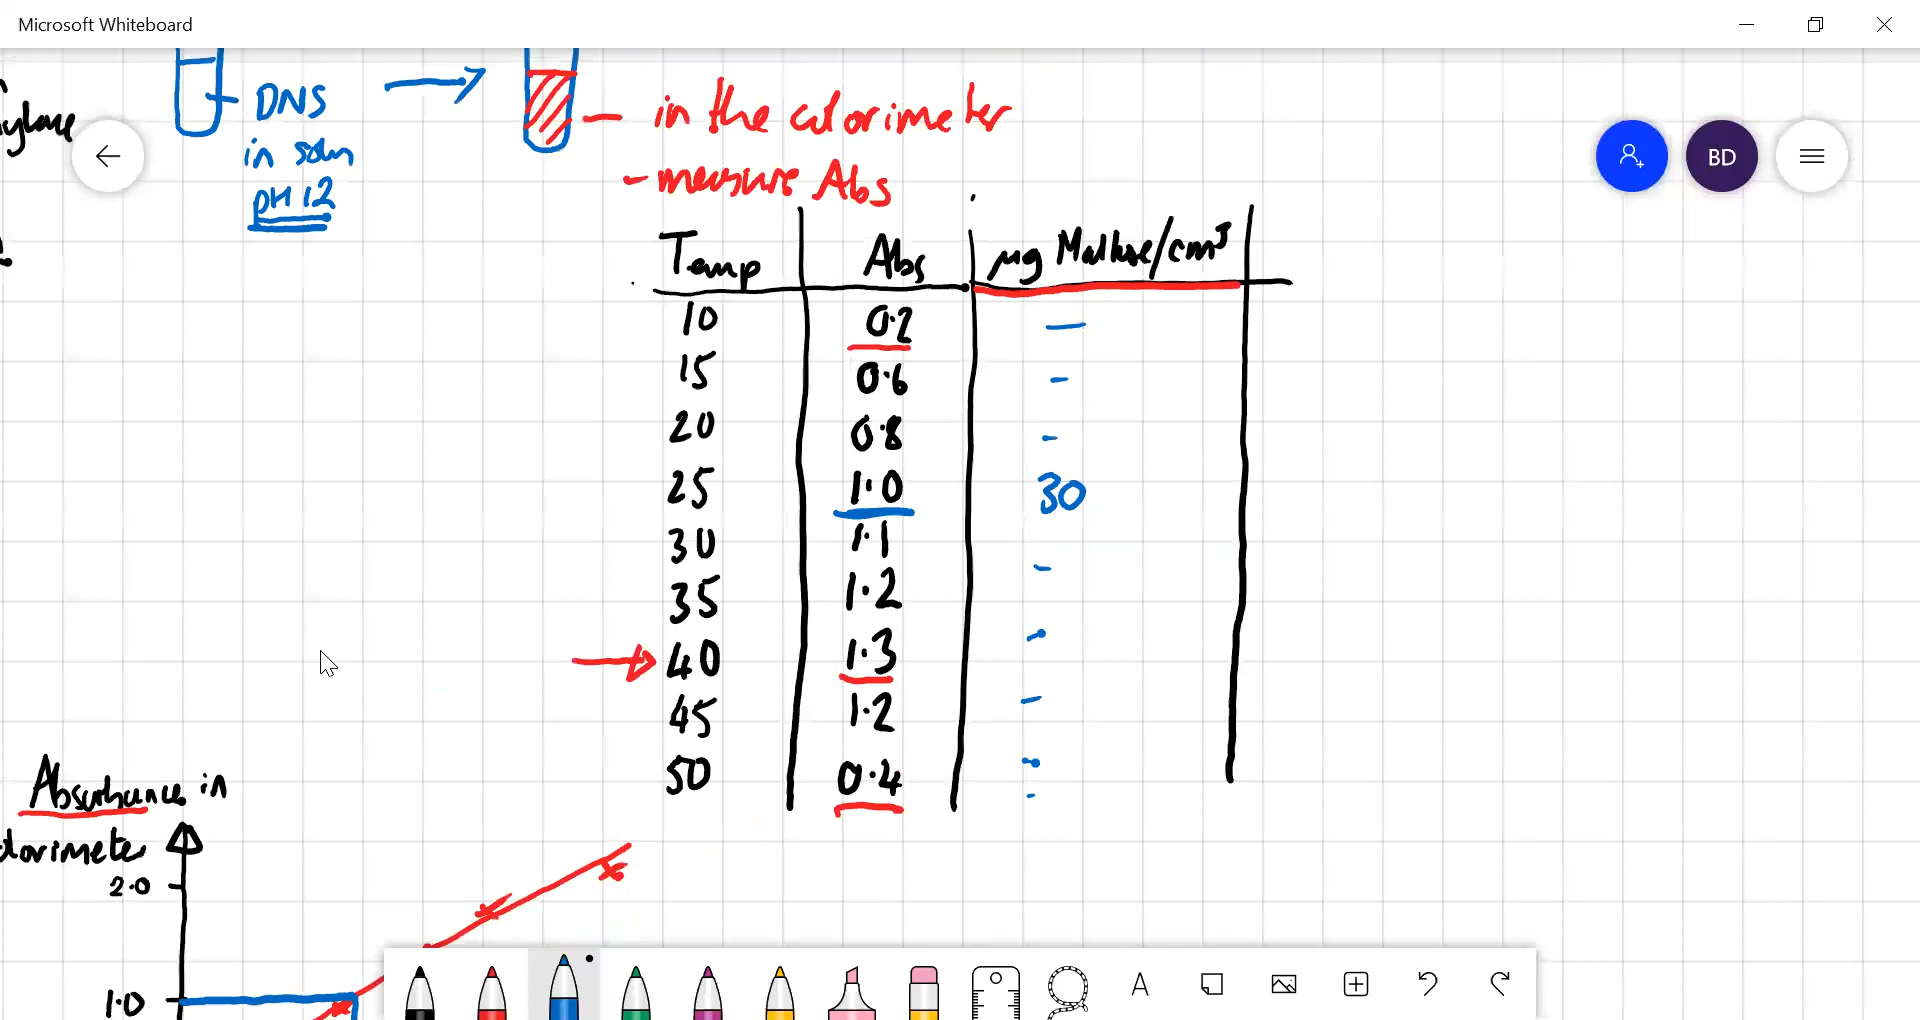 Microsoft Whiteboard
DNS
in soln
pH 12
- in the colorimeter
- measure Abs
BD
Temp Abs µg Maltose/cm³
10 0.2 -
15 0.6 -
20 0.8 -
25 1.0 30
30 1.1 -
35 1.2 -
40 1.3 -
45 1.2 -
50 0.4 -
Absorbance in
olorimeter
2.0
1.0
A